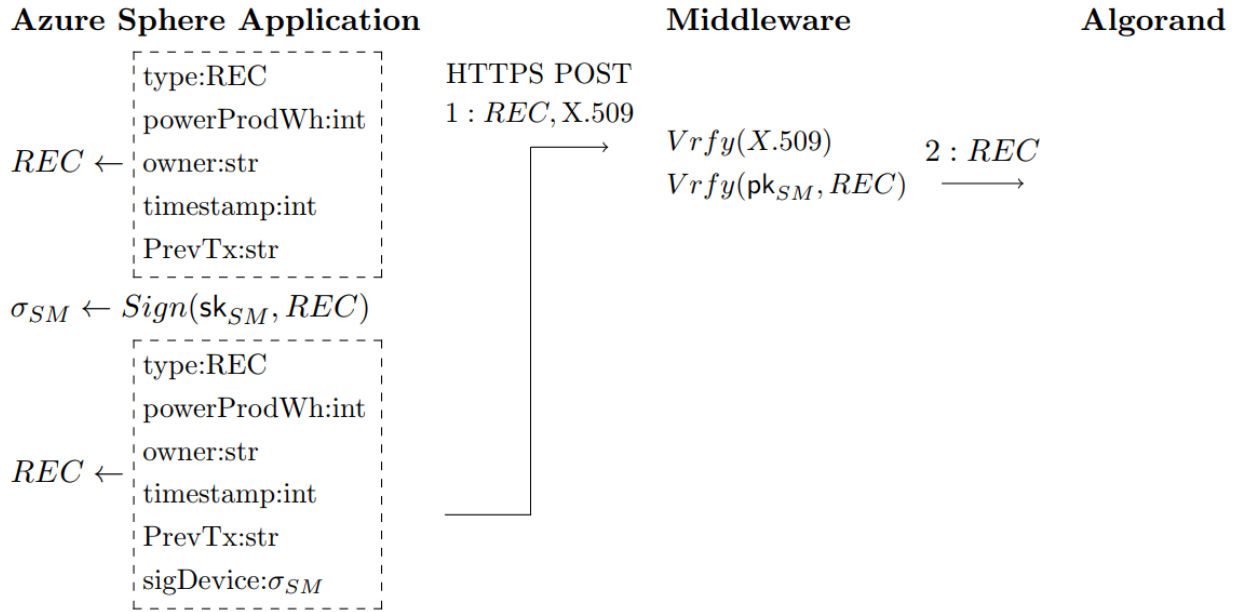 Azure Sphere Application
Middleware
Algorand
REC ←
type:REC
powerProdWh:int
owner:str
timestamp:int
PrevTx:str
σ_SM ← Sign(sk_SM, REC)
REC ←
type:REC
powerProdWh:int
owner:str
timestamp:int
PrevTx:str
sigDevice:σ_SM
HTTPS POST
1 : REC, X.509
Vrfy(X.509)
Vrfy(pk_SM, REC)
2 : REC